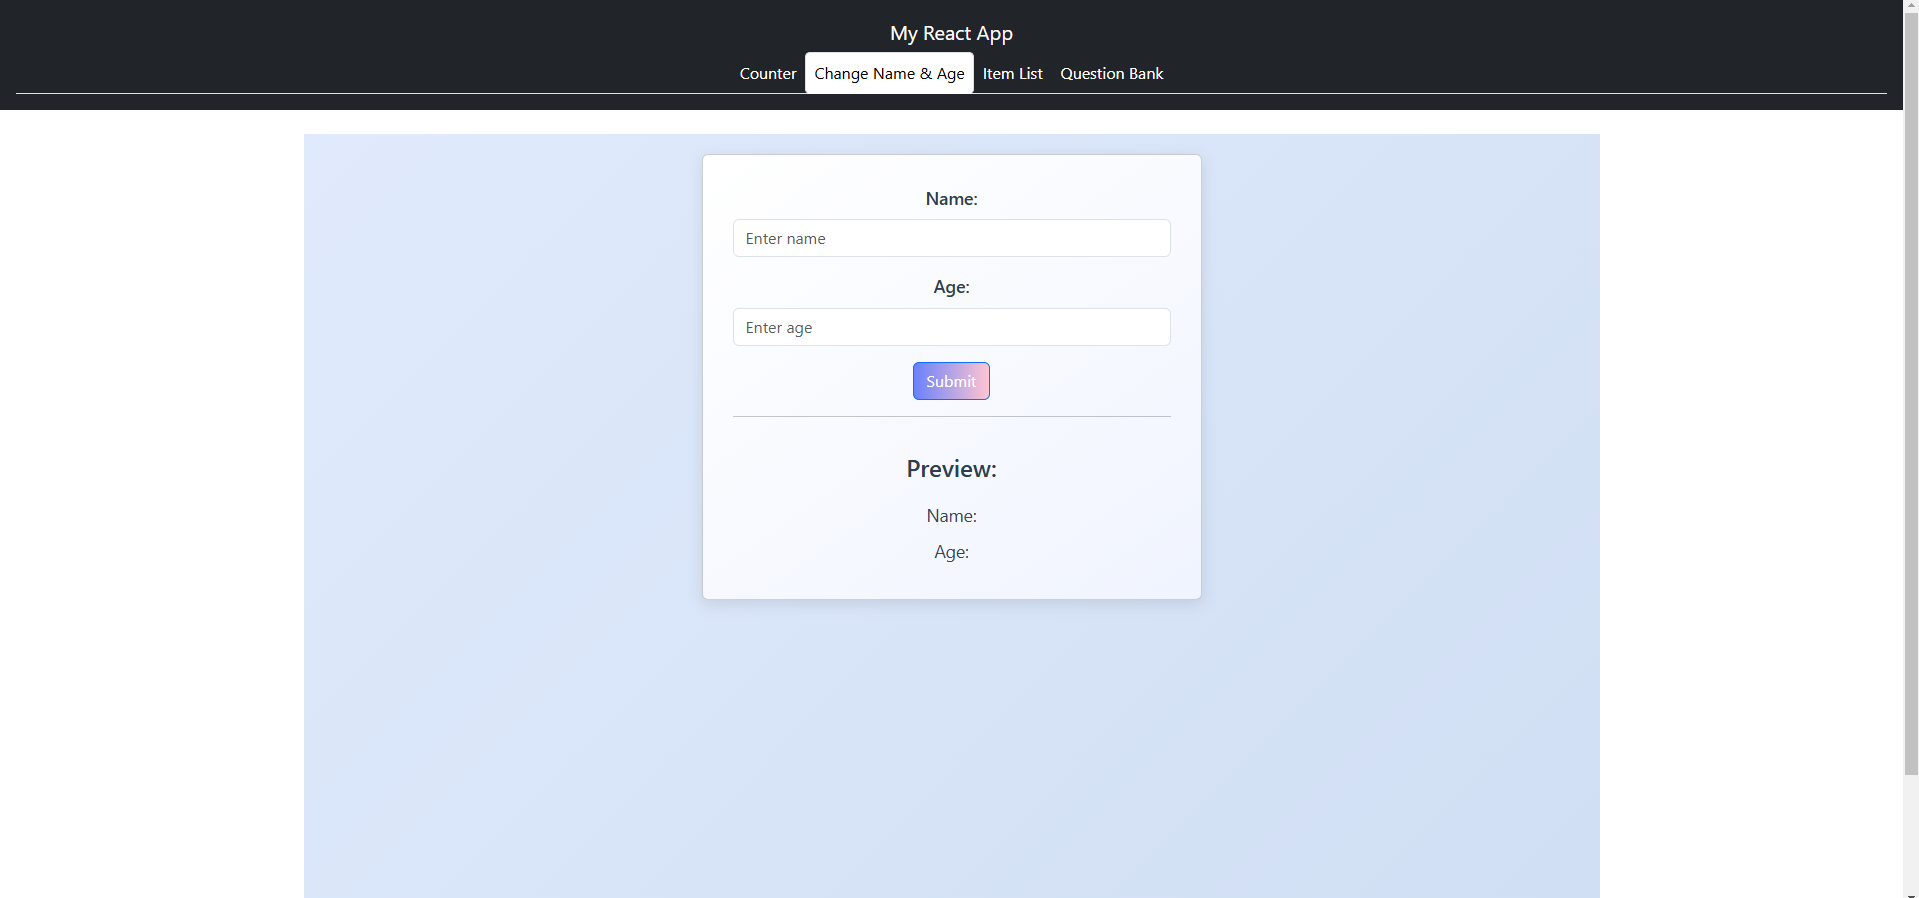 My React App
Counter Change Name & Age Item List Question Bank
Name:
Enter name
Age:
Enter age
Submit
Preview:
Name:
Age: